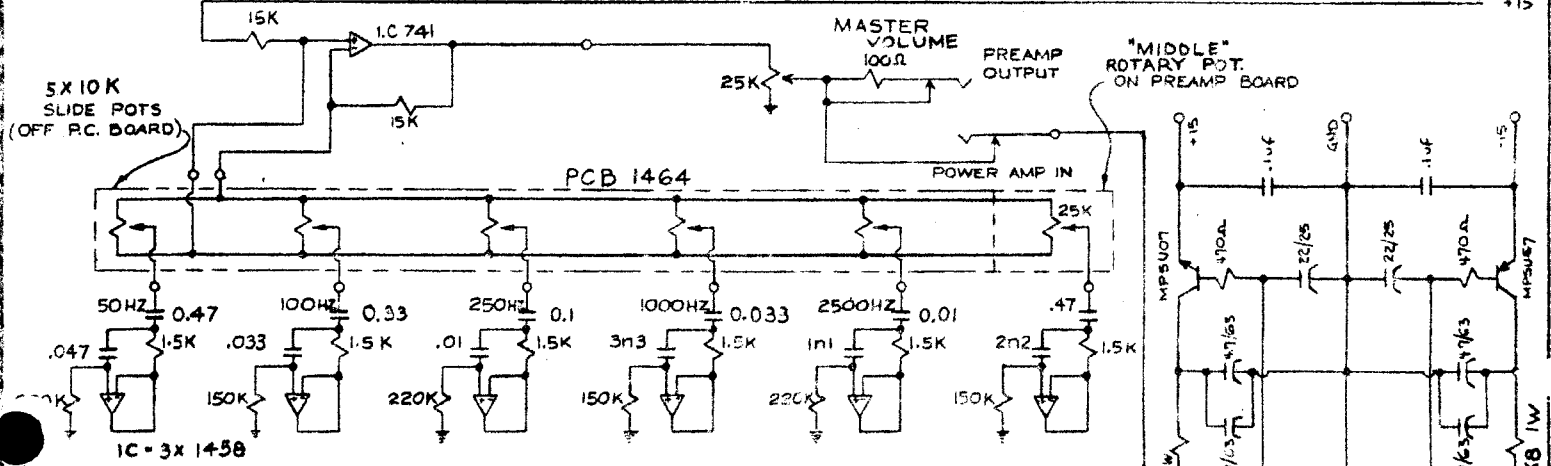 +15
15K
I.C 741
MASTER
VOLUME
100Ω
PREAMP
OUTPUT
"MIDDLE"
ROTARY POT.
ON PREAMP BOARD
25K
5X10K
SLIDE POTS
(OFF P.C. BOARD)
15K
+15
GND
-15
.1uf
.1uf
POWER AMP IN
PCB 1464
25K
MPSU07
470Ω
22/25
22/25
470Ω
MPSU57
50HZ
0.47
100HZ
0.33
250HZ
0.1
1000HZ
0.033
2500HZ
0.01
.47
.047
1.5K
.033
1.5K
.01
1.5K
3n3
1.5K
1n1
1.5K
2n2
1.5K
47/63
47/63
150K
220K
150K
220K
150K
IC = 3X 1458
1W